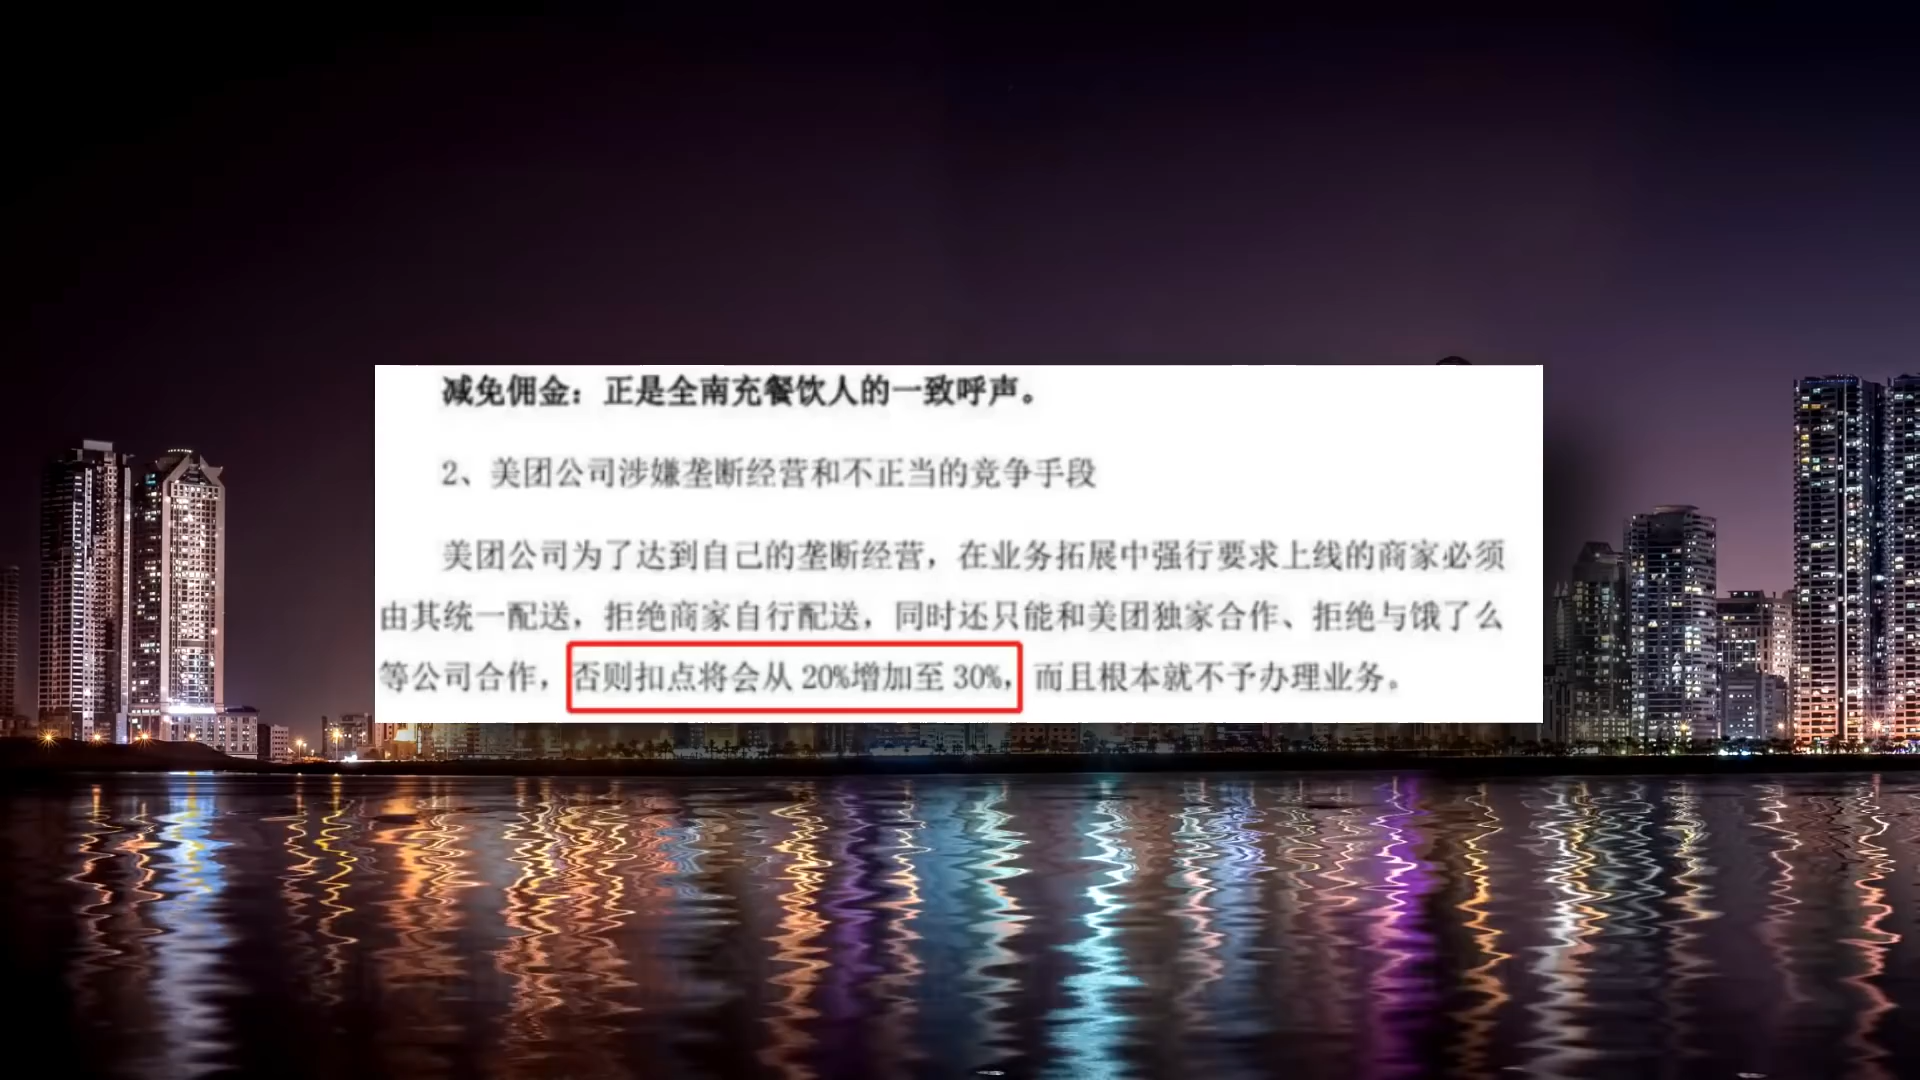 减免佣金：正是全南充餐饮人的一致呼声。
2、美团公司涉嫌垄断经营和不正当的竞争手段
美团公司为了达到自己的垄断经营，在业务拓展中强行要求上线的商家必须
由其统一配送，拒绝商家自行配送，同时还只能和美团独家合作、拒绝与饿了么
等公司合作，否则扣点将会从 20%增加至 30%，而且根本就不予办理业务。